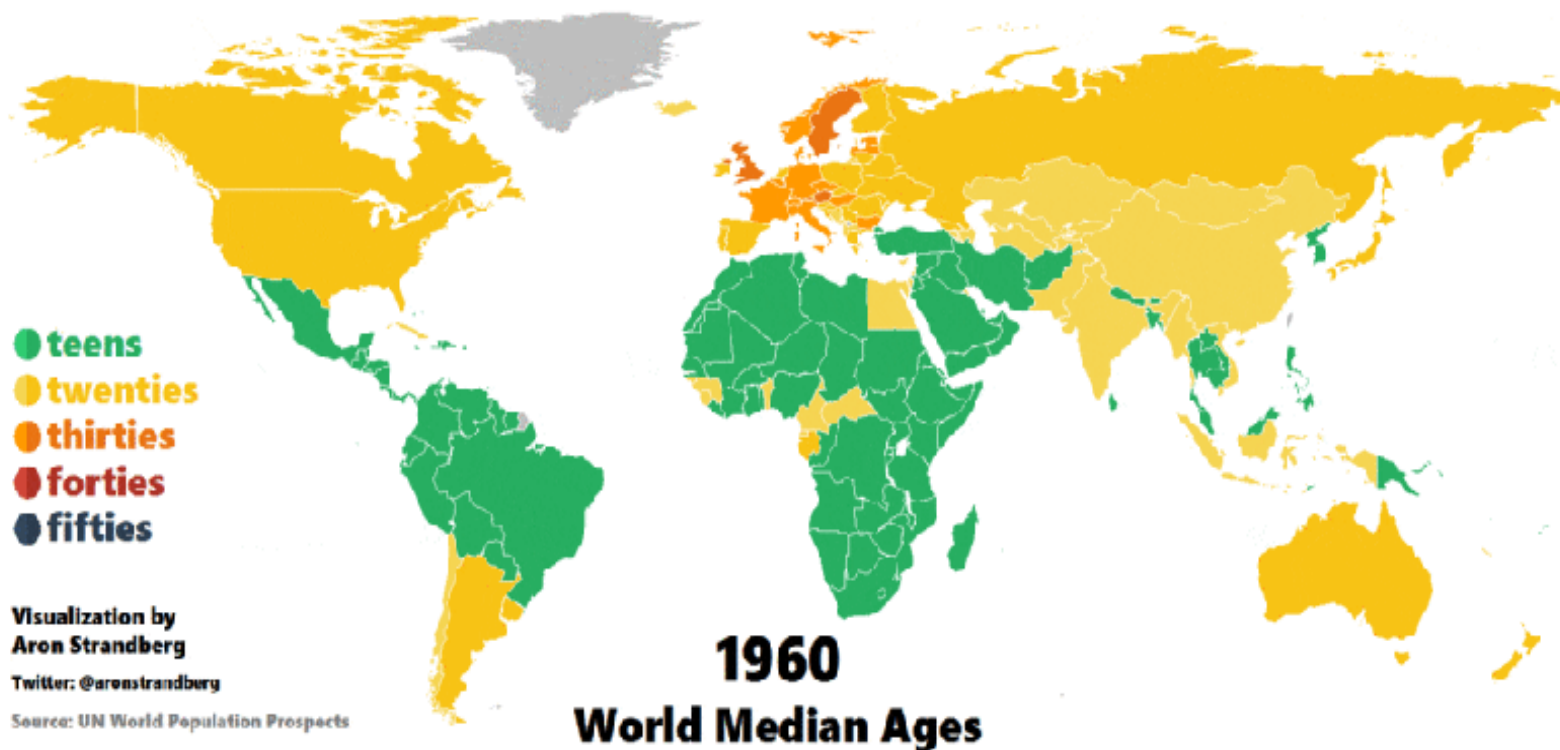 teens
twenties
thirties
forties
fifties
Visualization by
Aron Strandberg
Twitter: @aronstrandberg
Source: UN World Population Prospects
1960
World Median Ages